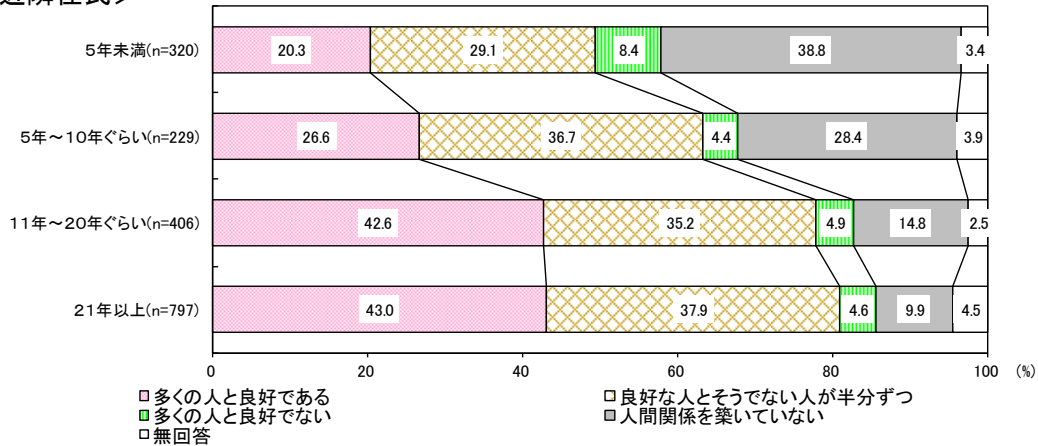 近隣住民＞
5年未満(n=320)
20.3 29.1 8.4 38.8 3.4
5年～10年ぐらい(n=229)
26.6 36.7 4.4 28.4 3.9
11年～20年ぐらい(n=406)
42.6 35.2 4.9 14.8 2.5
21年以上(n=797)
43.0 37.9 4.6 9.9 4.5
0 20 40 60 80 100 (%)
多くの人と良好である 良好な人とそうでない人が半分ずつ
多くの人と良好でない 人間関係を築いていない
無回答